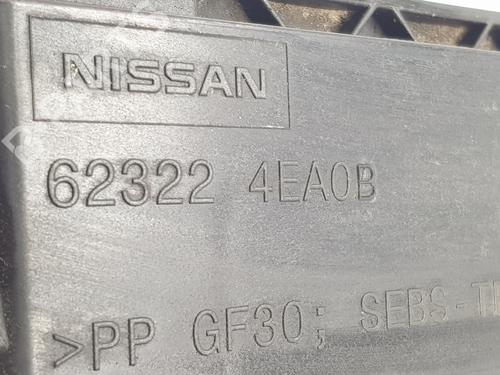 NISSAN
62322 4EA0B
>PP GF30; SEBS-T